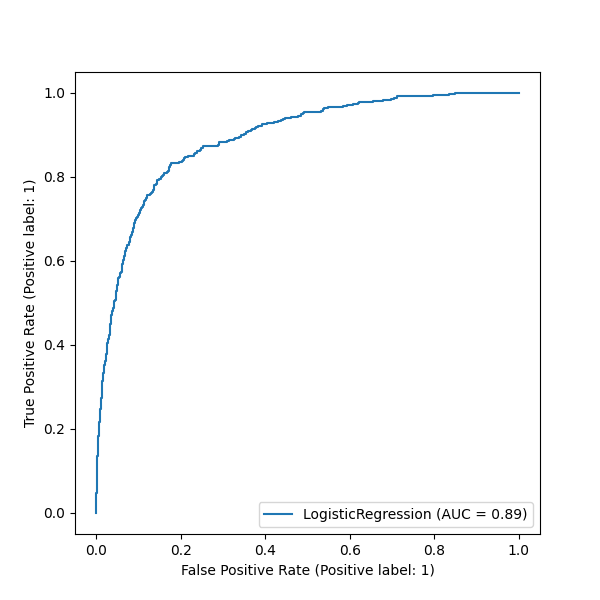 1.0
0.8
0.6
0.4
0.2
0.0
True Positive Rate (Positive label: 1)
LogisticRegression (AUC = 0.89)
0.0 0.2 0.4 0.6 0.8 1.0
False Positive Rate (Positive label: 1)